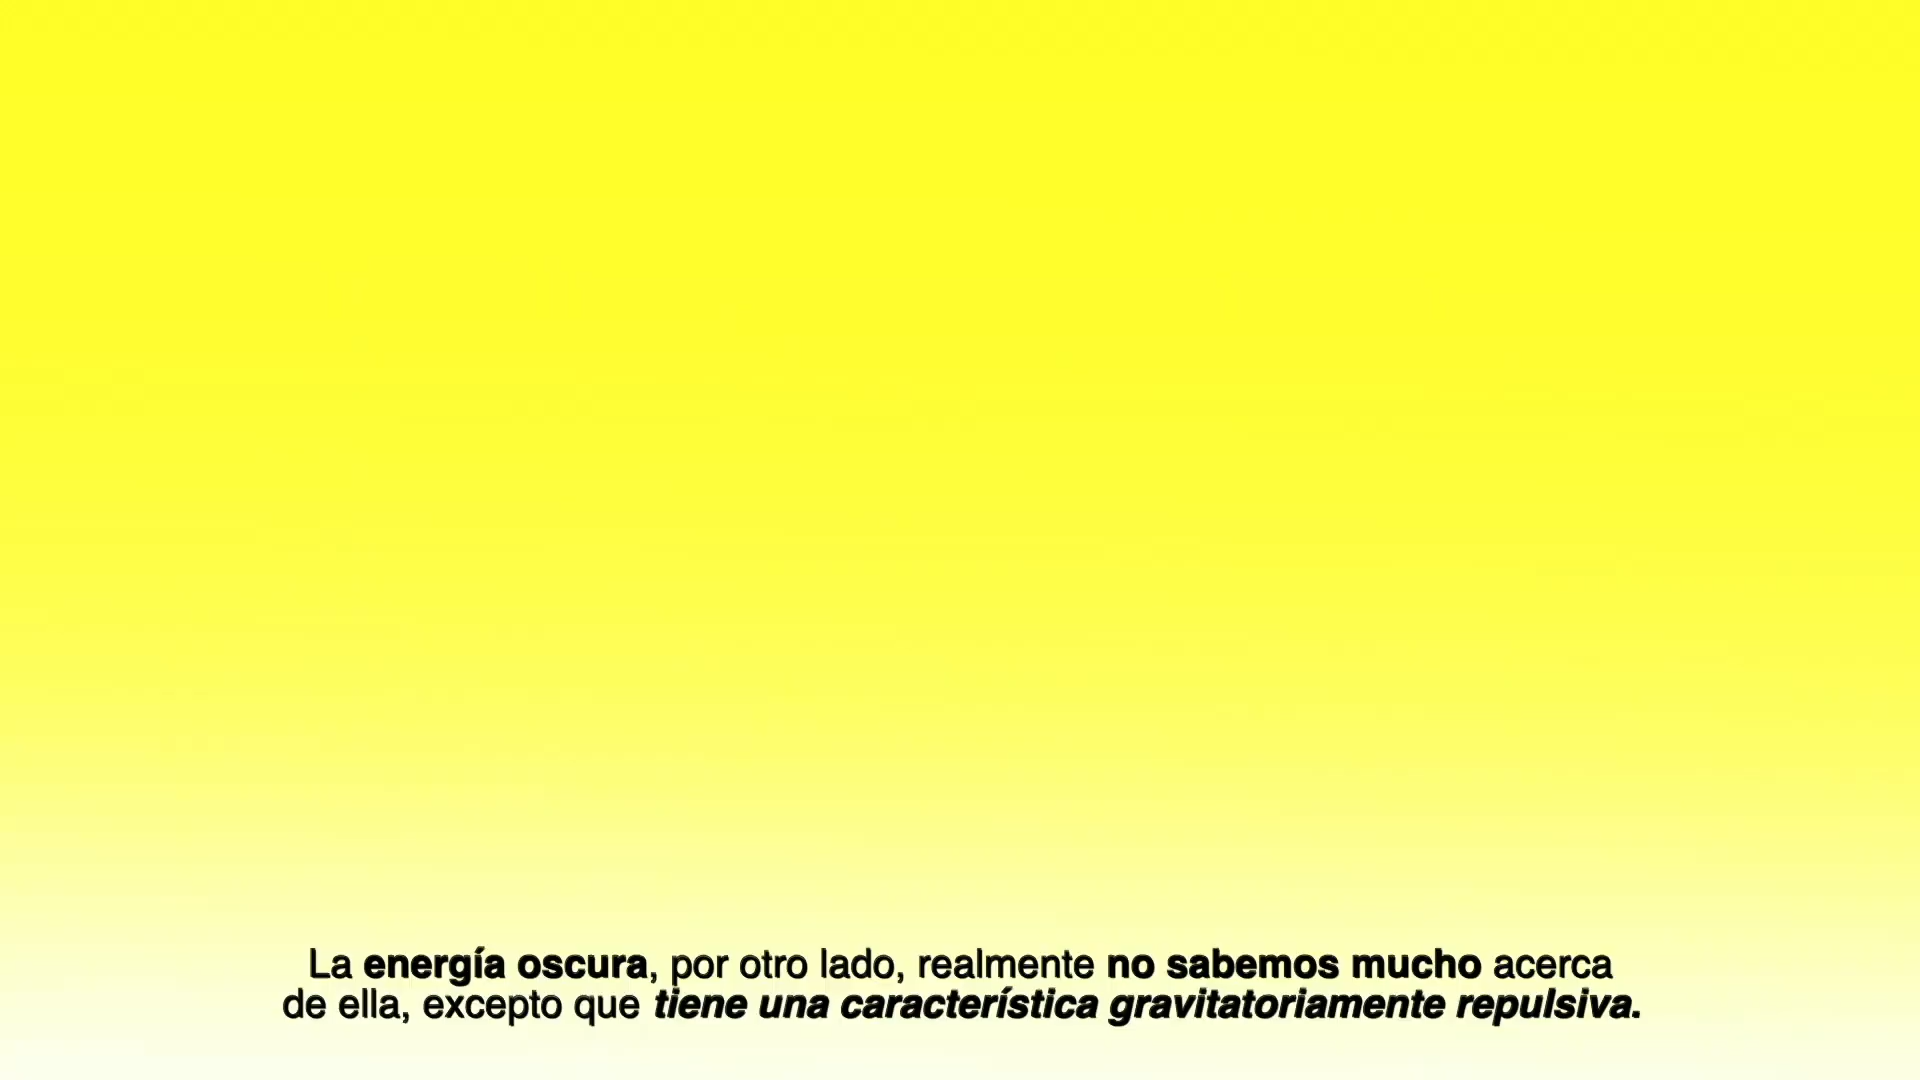 La energía oscura, por otro lado, realmente no sabemos mucho acerca
de ella, excepto que tiene una característica gravitatoriamente repulsiva.